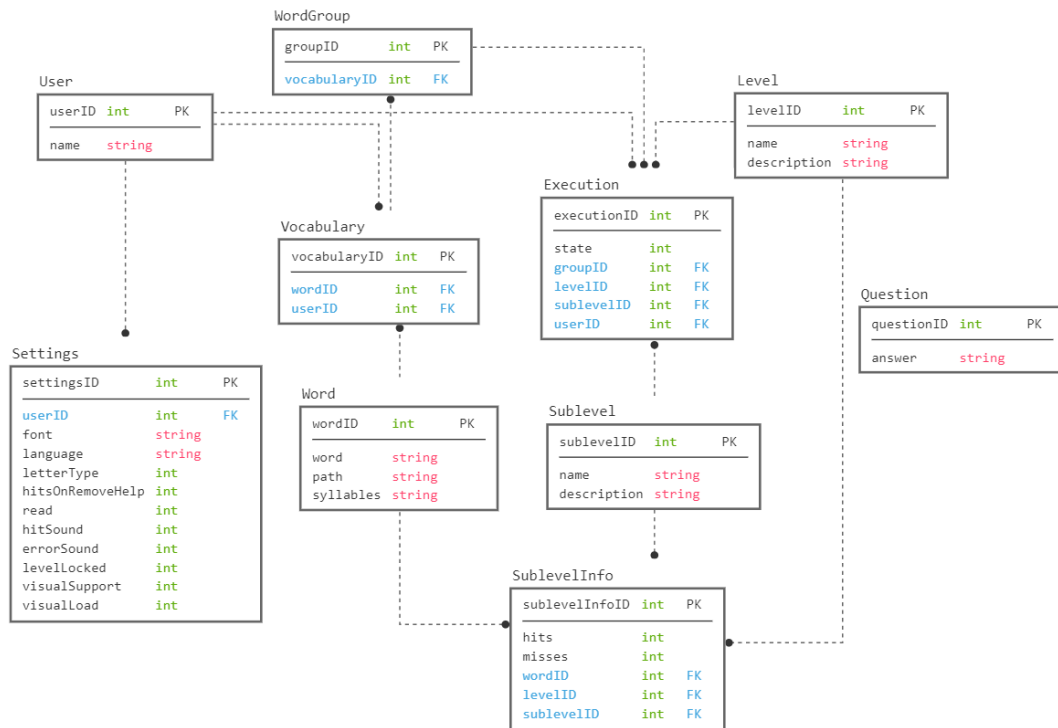 WordGroup
groupID int PK
vocabularyID int FK
User
userID int PK
name string
Level
levelID int PK
name string
description string
Execution
executionID int PK
state int
groupID int FK
levelID int FK
sublevelID int FK
userID int FK
Vocabulary
vocabularyID int PK
wordID int FK
userID int FK
Question
questionID int PK
answer string
Settings
settingsID int PK
userID int FK
font string
language string
letterType int
hitsOnRemoveHelp int
read int
hitSound int
errorSound int
levelLocked int
visualSupport int
visualLoad int
Word
wordID int PK
word string
path string
syllables string
Sublevel
sublevelID int PK
name string
description string
SublevelInfo
sublevelInfoID int PK
hits int
misses int
wordID int FK
levelID int FK
sublevelID int FK